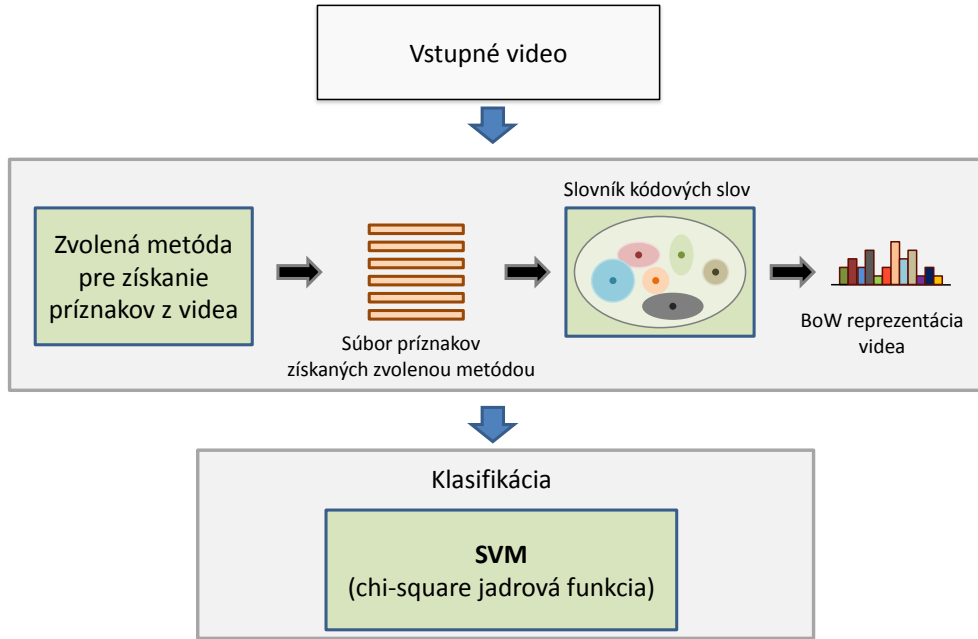 Vstupné video
Slovník kódových slov
Zvolená metóda
pre získanie
príznakov z videa
Súbor príznakov
získaných zvolenou metódou
BoW reprezentácia
videa
Klasifikácia
SVM
(chi-square jadrová funkcia)